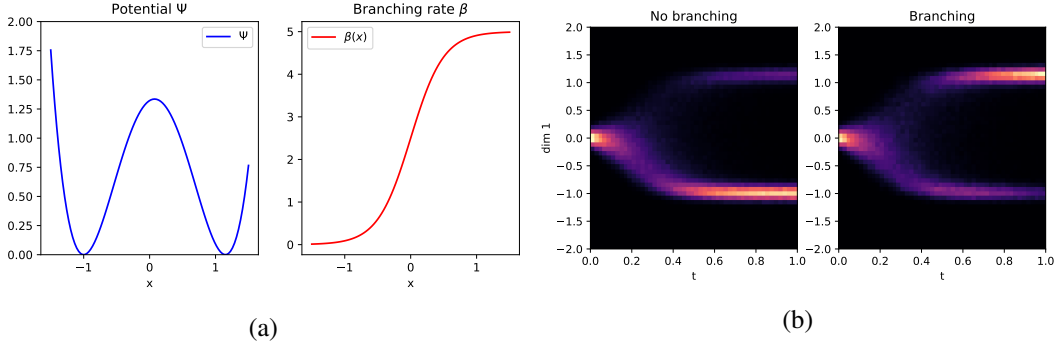 Potential Ψ
Ψ
2.00
1.75
1.50
1.25
1.00
0.75
0.50
0.25
0.00
−1
0
1
x
Branching rate β
β(x)
5
4
3
2
1
0
−1
0
1
x
(a)
No branching
dim 1
2.0
1.5
1.0
0.5
0.0
−0.5
−1.0
−1.5
−2.0
0.0 0.2 0.4 0.6 0.8 1.0
t
Branching
2.0
1.5
1.0
0.5
0.0
−0.5
−1.0
−1.5
−2.0
0.0 0.2 0.4 0.6 0.8 1.0
t
(b)